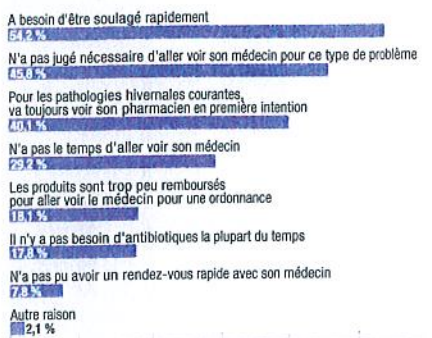 A besoin d'être soulagé rapidement
54,2 %
N'a pas jugé nécessaire d'aller voir son médecin pour ce type de problème
45,8 %
Pour les pathologies hivernales courantes,
va toujours voir son pharmacien en première intention
40,1 %
N'a pas le temps d'aller voir son médecin
29,2 %
Les produits sont trop peu remboursés
pour aller voir le médecin pour une ordonnance
18,1 %
Il n'y a pas besoin d'antibiotiques la plupart du temps
17,8 %
N'a pas pu avoir un rendez-vous rapide avec son médecin
7,8 %
Autre raison
2,1 %